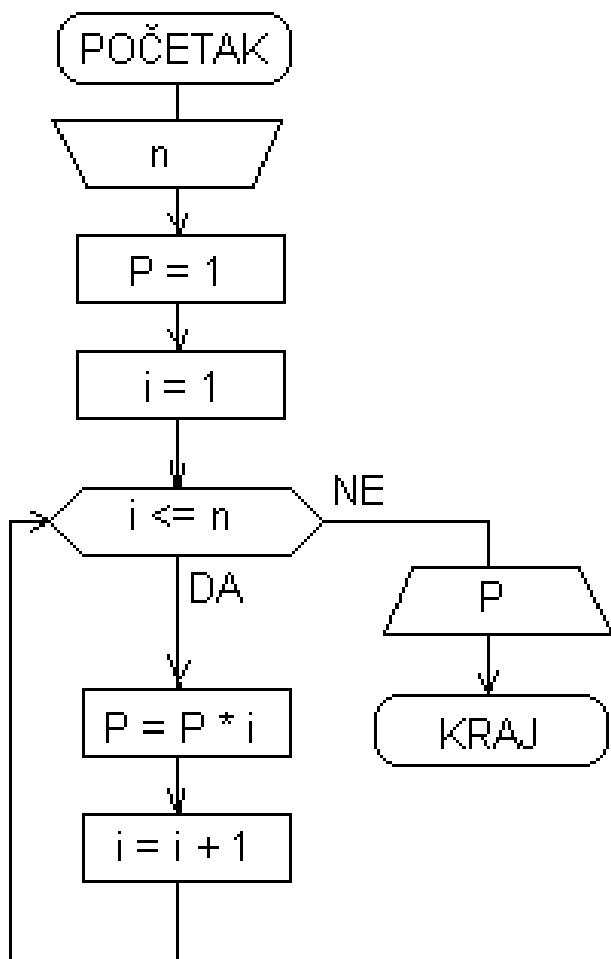 POČETAK
n
P = 1
i = 1
i <= n
NE
DA
P
P = P * i
KRAJ
i = i + 1